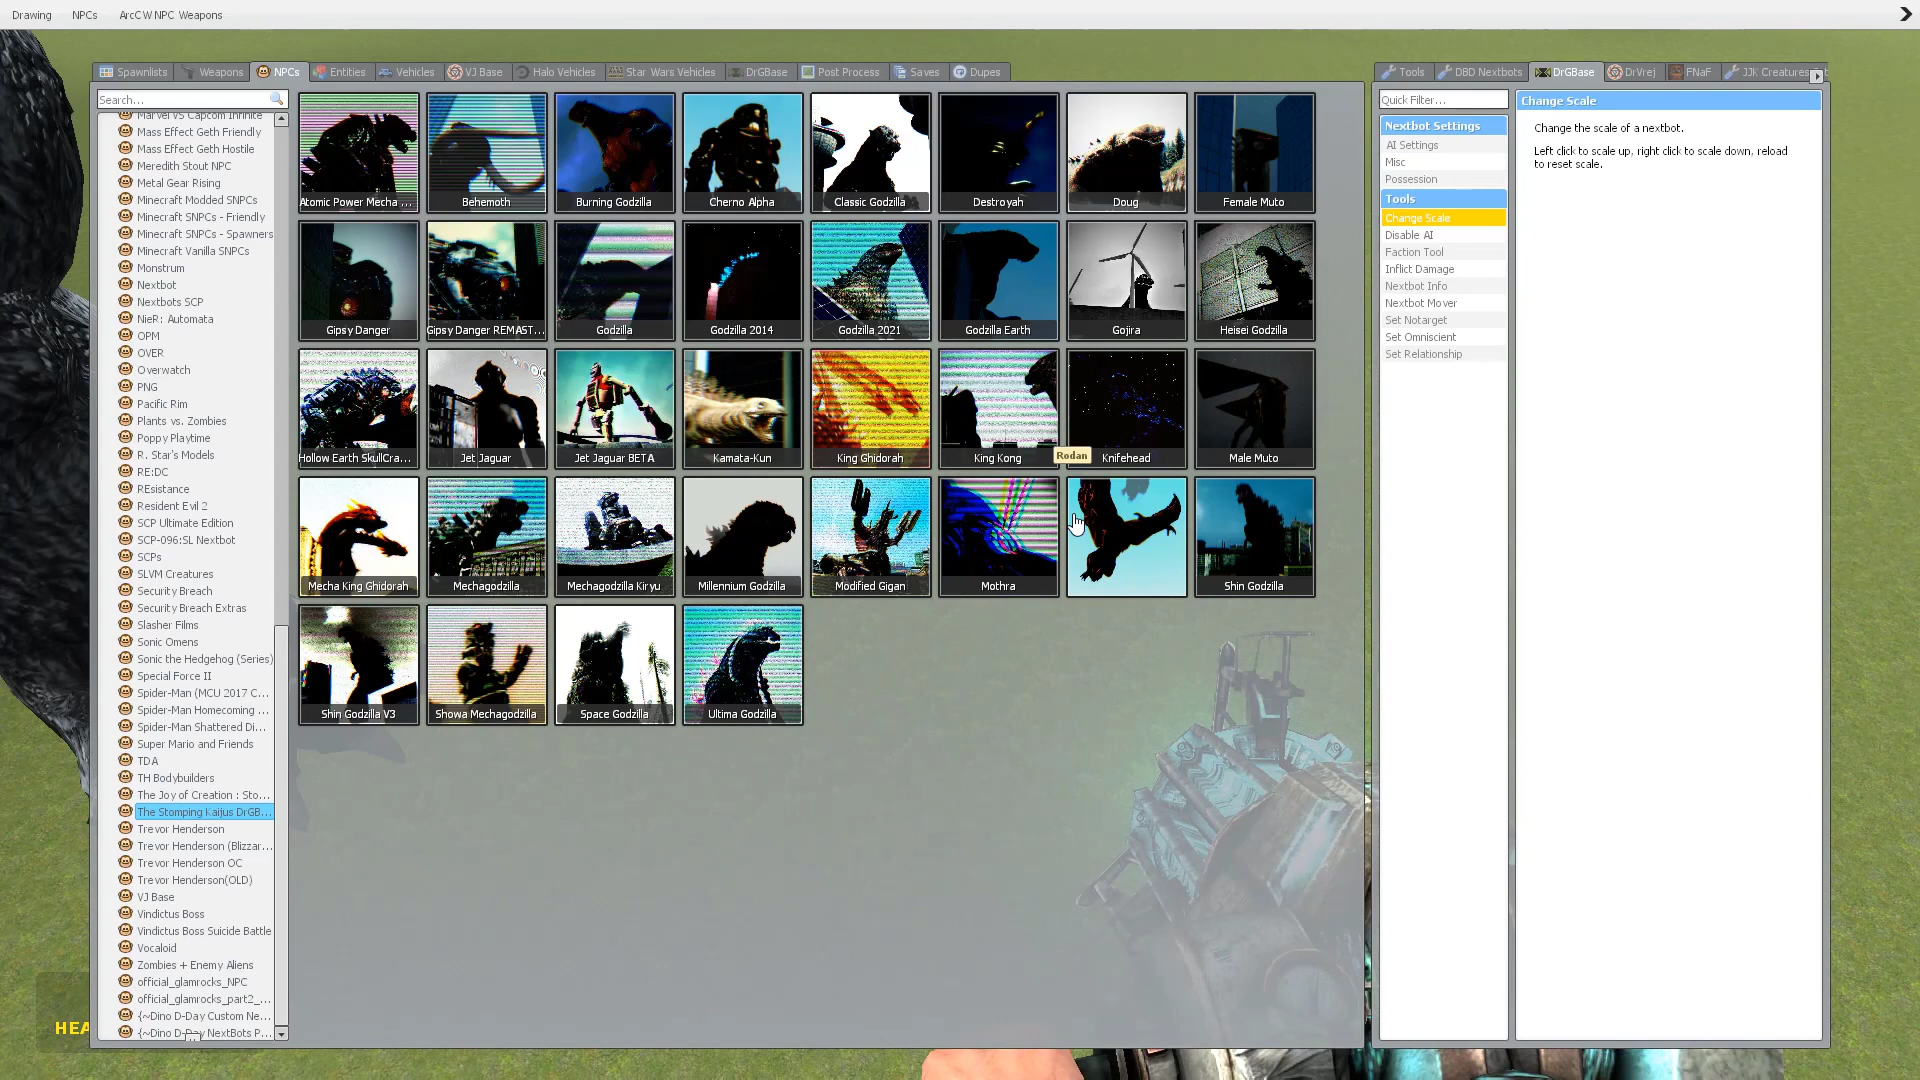 Drawing NPCs ArcCW NPC Weapons
Spawnlists Weapons NPCs Entities Vehicles VJ Base Halo Vehicles Star Wars Vehicles DrGBase Post Process Saves Dupes
Search...
Marvel VS Capcom Infinite
Mass Effect Geth Friendly
Mass Effect Geth Hostile
Meredith Stout NPC
Metal Gear Rising
Minecraft Modded SNPCs
Minecraft SNPCs - Friendly
Minecraft SNPCs - Spawners
Minecraft Vanilla SNPCs
Monstrum
Nextbot
Nextbots SCP
NieR: Automata
OPM
OVER
Overwatch
PNG
Pacific Rim
Plants vs. Zombies
Poppy Playtime
R. Star's Models
RE:DC
REsistance
Resident Evil 2
SCP Ultimate Edition
SCP-096:SL Nextbot
SCPs
SLVM Creatures
Security Breach
Security Breach Extras
Slasher Films
Sonic Omens
Sonic the Hedgehog (Series)
Special Force II
Spider-Man (MCU 2017 C...
Spider-Man Homecoming ...
Spider-Man Shattered Di...
Super Mario and Friends
TDA
TH Bodybuilders
The Joy of Creation : Sto...
The Stomping Kaijus DrGB...
Trevor Henderson
Trevor Henderson (Blizzar...
Trevor Henderson OC
Trevor Henderson(OLD)
VJ Base
Vindictus Boss
Vindictus Boss Suicide Battle
Vocaloid
Zombies + Enemy Aliens
official_glamrocks_NPC
official_glamrocks_part2_...
{~Dino D-Day Custom Ne...
{~Dino D-Day NextBots P...
Atomic Power Mecha ... Behemoth Burning Godzilla Cherno Alpha Classic Godzilla Destroyah Doug Female Muto
Gipsy Danger Gipsy Danger REMAST... Godzilla Godzilla 2014 Godzilla 2021 Godzilla Earth Gojira Heisei Godzilla
Hollow Earth SkullCra... Jet Jaguar Jet Jaguar BETA Kamata-Kun King Ghidorah King Kong Knifehead Male Muto
Rodan
Mecha King Ghidorah Mechagodzilla Mechagodzilla Kiryu Millennium Godzilla Modified Gigan Mothra Shin Godzilla
Shin Godzilla V3 Showa Mechagodzilla Space Godzilla Ultima Godzilla
Tools DBD Nextbots DrGBase DrVrej FNaF JJK Creatures
Quick Filter...
Nextbot Settings
AI Settings
Misc
Possession
Tools
Change Scale
Disable AI
Faction Tool
Inflict Damage
Nextbot Info
Nextbot Mover
Set Notarget
Set Omniscient
Set Relationship
Change Scale
Change the scale of a nextbot.
Left click to scale up, right click to scale down, reload
to reset scale.
HEA